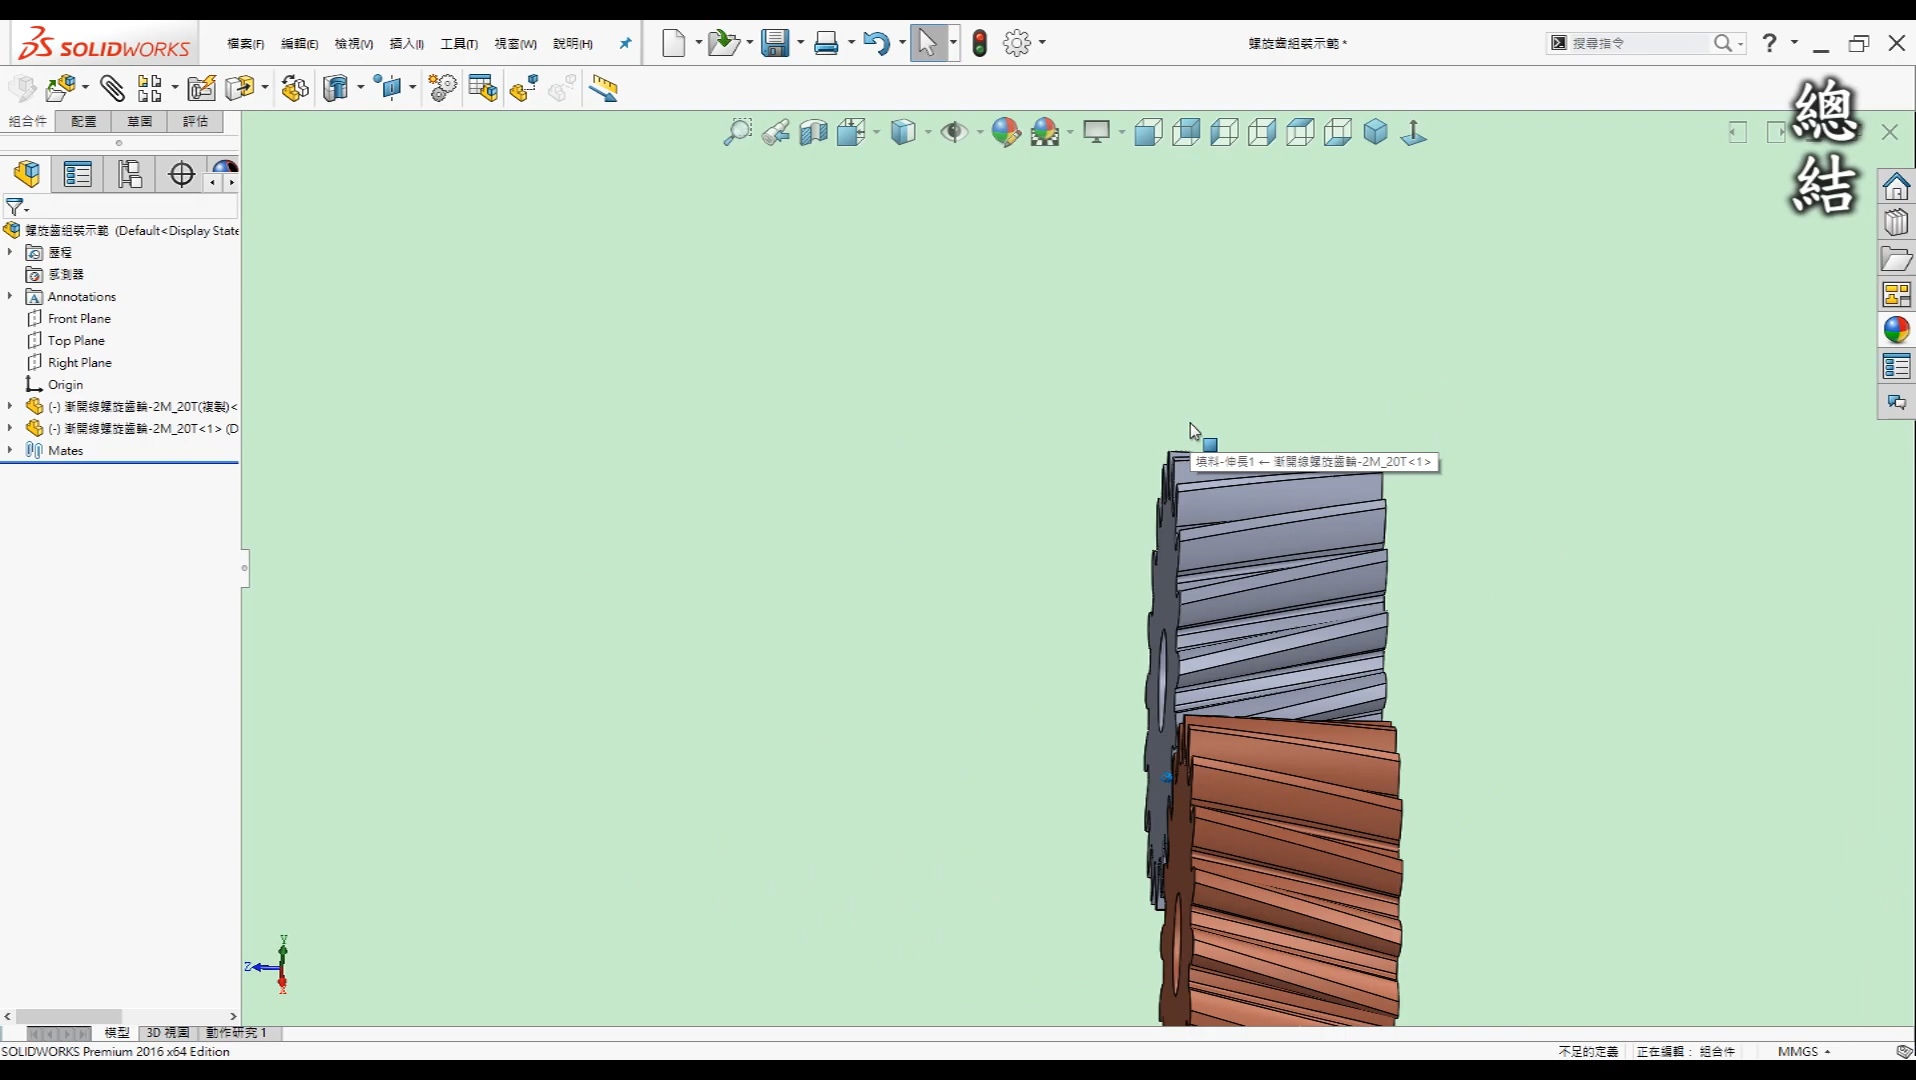 SOLIDWORKS
檔案(F) 編輯(E) 檢視(V) 插入(I) 工具(T) 視窗(W) 說明(H)
螺旋齒組裝示範 *
搜尋指令
?
總結
組合件 配置 草圖 評估
螺旋齒組裝示範 (Default<Display State
歷程
感測器
Annotations
Front Plane
Top Plane
Right Plane
Origin
(-) 漸開線螺旋齒輪-2M_20T(複製)<
(-) 漸開線螺旋齒輪-2M_20T<1> (D
Mates
填料-伸長1 ← 漸開線螺旋齒輪-2M_20T<1>
Y
Z
X
模型 3D 視圖 動作研究 1
SOLIDWORKS Premium 2016 x64 Edition
不足的定義 正在編輯： 組合件 MMGS